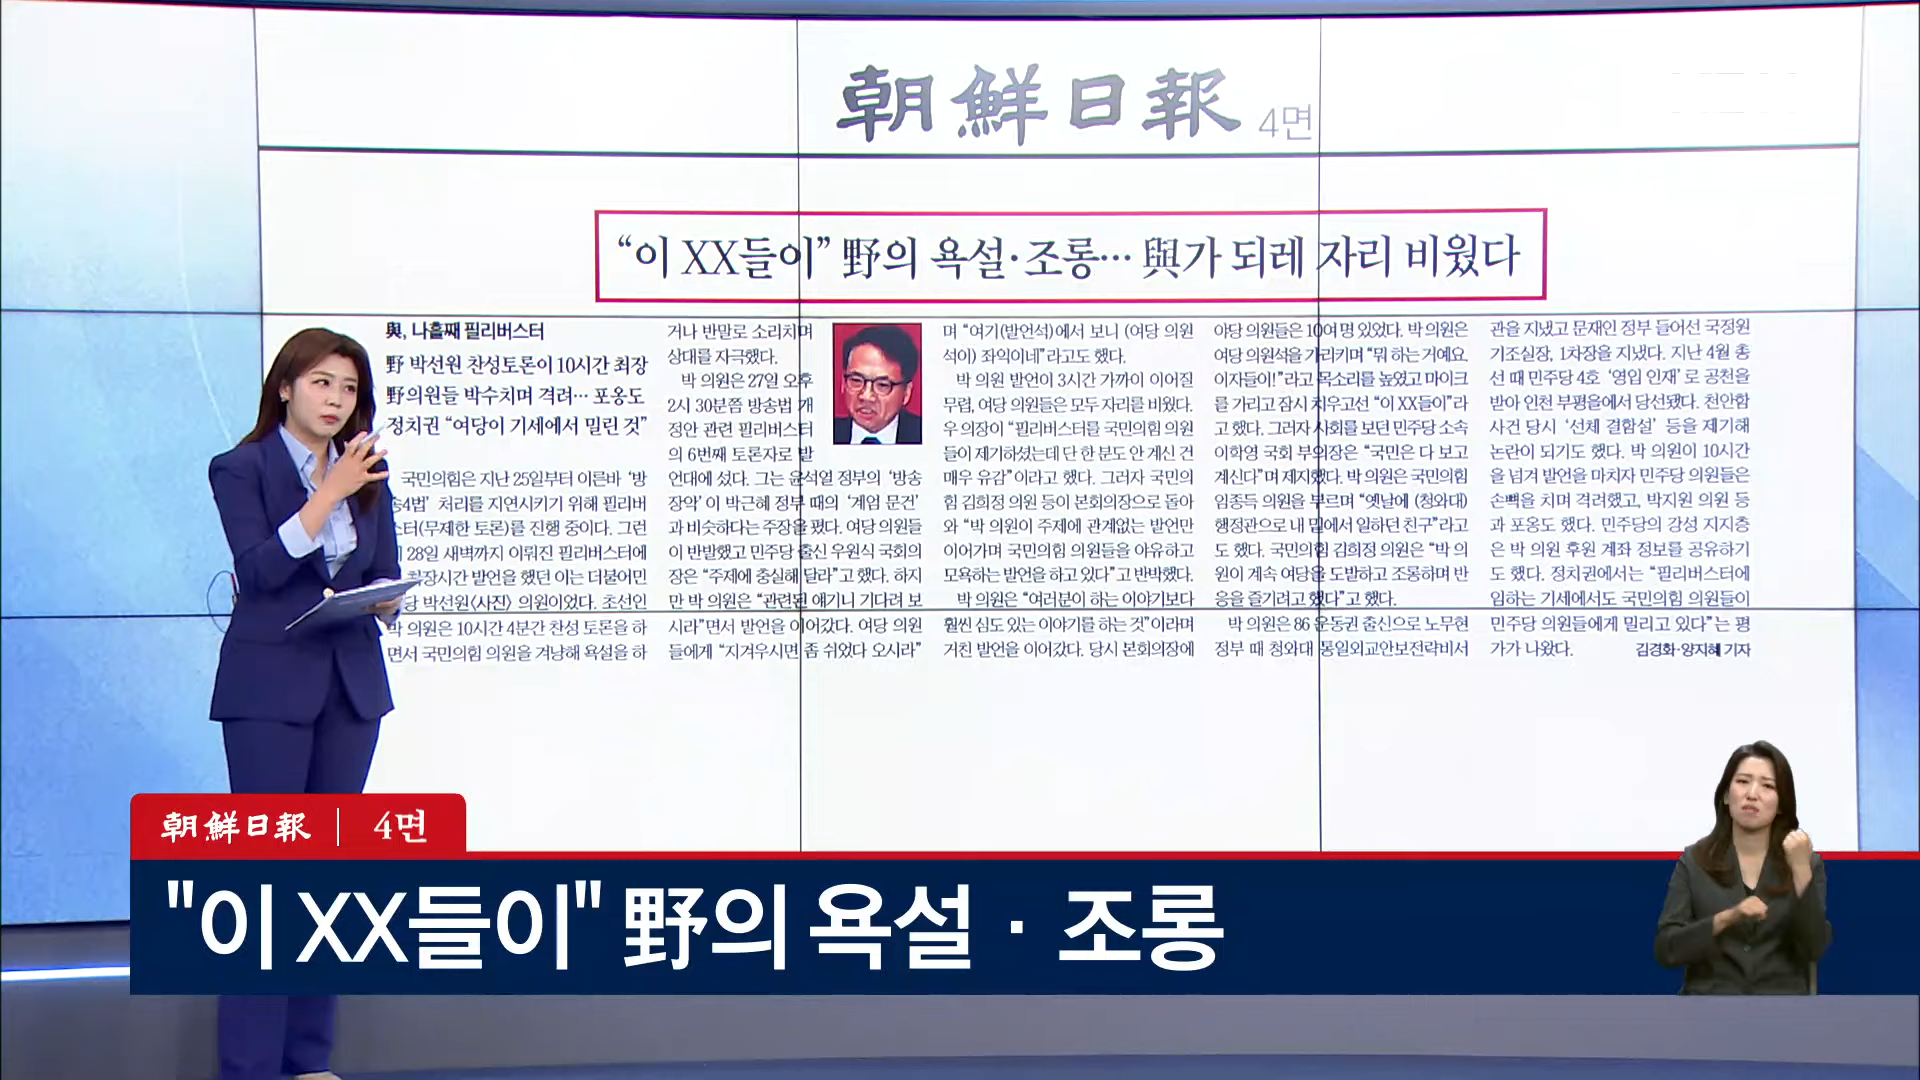 朝鮮日報 4면
“이 XX들이” 野의 욕설·조롱… 與가 되레 자리 비웠다
與, 나흘째 필리버스터
野 박선원 찬성토론이 10시간 최장
野의원들 박수치며 격려… 포옹도
정치권 “여당이 기세에서 밀린 것”
국민의힘은 지난 25일부터 이른바 ‘방
송4법’ 처리를 지연시키기 위해 필리버
스터(무제한 토론)를 진행 중이다. 그런
28일 새벽까지 이뤄진 필리버스터에
최장시간 발언을 했던 이는 더불어민
당 박선원〈사진〉 의원이었다. 초선인
박 의원은 10시간 4분간 찬성 토론을 하
면서 국민의힘 의원을 겨냥해 욕설을 하
거나 반말로 소리치며
상대를 자극했다.
박 의원은 27일 오후
2시 30분쯤 방송법 개
정안 관련 필리버스터
의 6번째 토론자로 발
언대에 섰다. 그는 윤석열 정부의 ‘방송
장악’이 박근혜 정부 때의 ‘계엄 문건’
과 비슷하다는 주장을 폈다. 여당 의원들
이 반발했고 민주당 출신 우원식 국회의
장은 “주제에 충실해 달라”고 했다. 하지
만 박 의원은 “관련된 얘기니 기다려 보
시라”면서 발언을 이어갔다. 여당 의원
들에게 “지겨우시면 좀 쉬었다 오시라”
며 “여기(발언석)에서 보니 (여당 의원
석이) 좌익이네”라고도 했다.
박 의원 발언이 3시간 가까이 이어질
무렵, 여당 의원들은 모두 자리를 비웠다.
우 의장이 “필리버스터를 국민의힘 의원
들이 제기하셨는데 단 한 분도 안 계신 건
매우 유감”이라고 했다. 그러자 국민의
힘 김희정 의원 등이 본회의장으로 돌아
와 “박 의원이 주제에 관계없는 발언만
이어가며 국민의힘 의원들을 야유하고
모욕하는 발언을 하고 있다”고 반박했다.
박 의원은 “여러분이 하는 이야기보다
훨씬 심도 있는 이야기를 하는 것”이라며
거친 발언을 이어갔다. 당시 본회의장에
야당 의원들은 10여 명 있었다. 박 의원은
여당 의원석을 가리키며 “뭐 하는 거예요.
이자들이!”라고 목소리를 높였고 마이크
를 가리고 잠시 치우고선 “이 XX들이”라
고 했다. 그러자 사회를 보던 민주당 소속
이학영 국회 부의장은 “국민은 다 보고
계신다”며 제지했다. 박 의원은 국민의힘
임종득 의원을 부르며 “옛날에 (청와대)
행정관으로 내 밑에서 일하던 친구”라고
도 했다. 국민의힘 김희정 의원은 “박 의
원이 계속 여당을 도발하고 조롱하며 반
응을 즐기려고 했다”고 했다.
박 의원은 86 운동권 출신으로 노무현
정부 때 청와대 통일외교안보전략비서
관을 지냈고 문재인 정부 들어선 국정원
기조실장, 1차장을 지냈다. 지난 4월 총
선 때 민주당 4호 ‘영입 인재’로 공천을
받아 인천 부평을에서 당선됐다. 천안함
사건 당시 ‘선체 결함설’ 등을 제기해
논란이 되기도 했다. 박 의원이 10시간
을 넘겨 발언을 마치자 민주당 의원들은
손뼉을 치며 격려했고, 박지원 의원 등
과 포옹도 했다. 민주당의 강성 지지층
은 박 의원 후원 계좌 정보를 공유하기
도 했다. 정치권에서는 “필리버스터에
임하는 기세에서도 국민의힘 의원들이
민주당 의원들에게 밀리고 있다”는 평
가가 나왔다. 김경화·양지혜 기자
朝鮮日報 4면
"이 XX들이" 野의 욕설 · 조롱